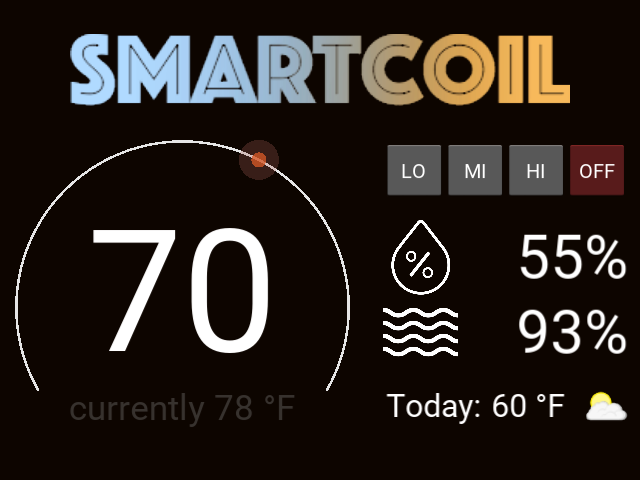 SMARTCOIL
LO MI HI OFF
70
currently 78 °F
% 55%
93%
Today: 60 °F